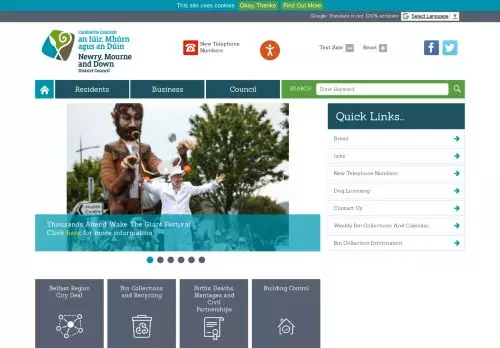 This site uses cookies Okay, Thanks Find Out More
Google Translate is not 100% accurate
Select Language
Comhairle Ceantair
an Iúir, Mhúrn
agus an Dúin
Newry, Mourne
and Down
District Council
New Telephone
Numbers
Text Size
Reset
Residents
Business
Council
SEARCH
Enter Keyword
Health
Centre
Thousands Attend Wake The Giant Festival
Click here for more information
Quick Links..
Brexit
Jobs
New Telephone Numbers
Dog Licensing
Contact Us
Weekly Bin Collections And Calendar
Bin Collection Information
Belfast Region
City Deal
Bin Collections
and Recycling
Births, Deaths,
Marriages and
Civil
Partnerships
Building Control